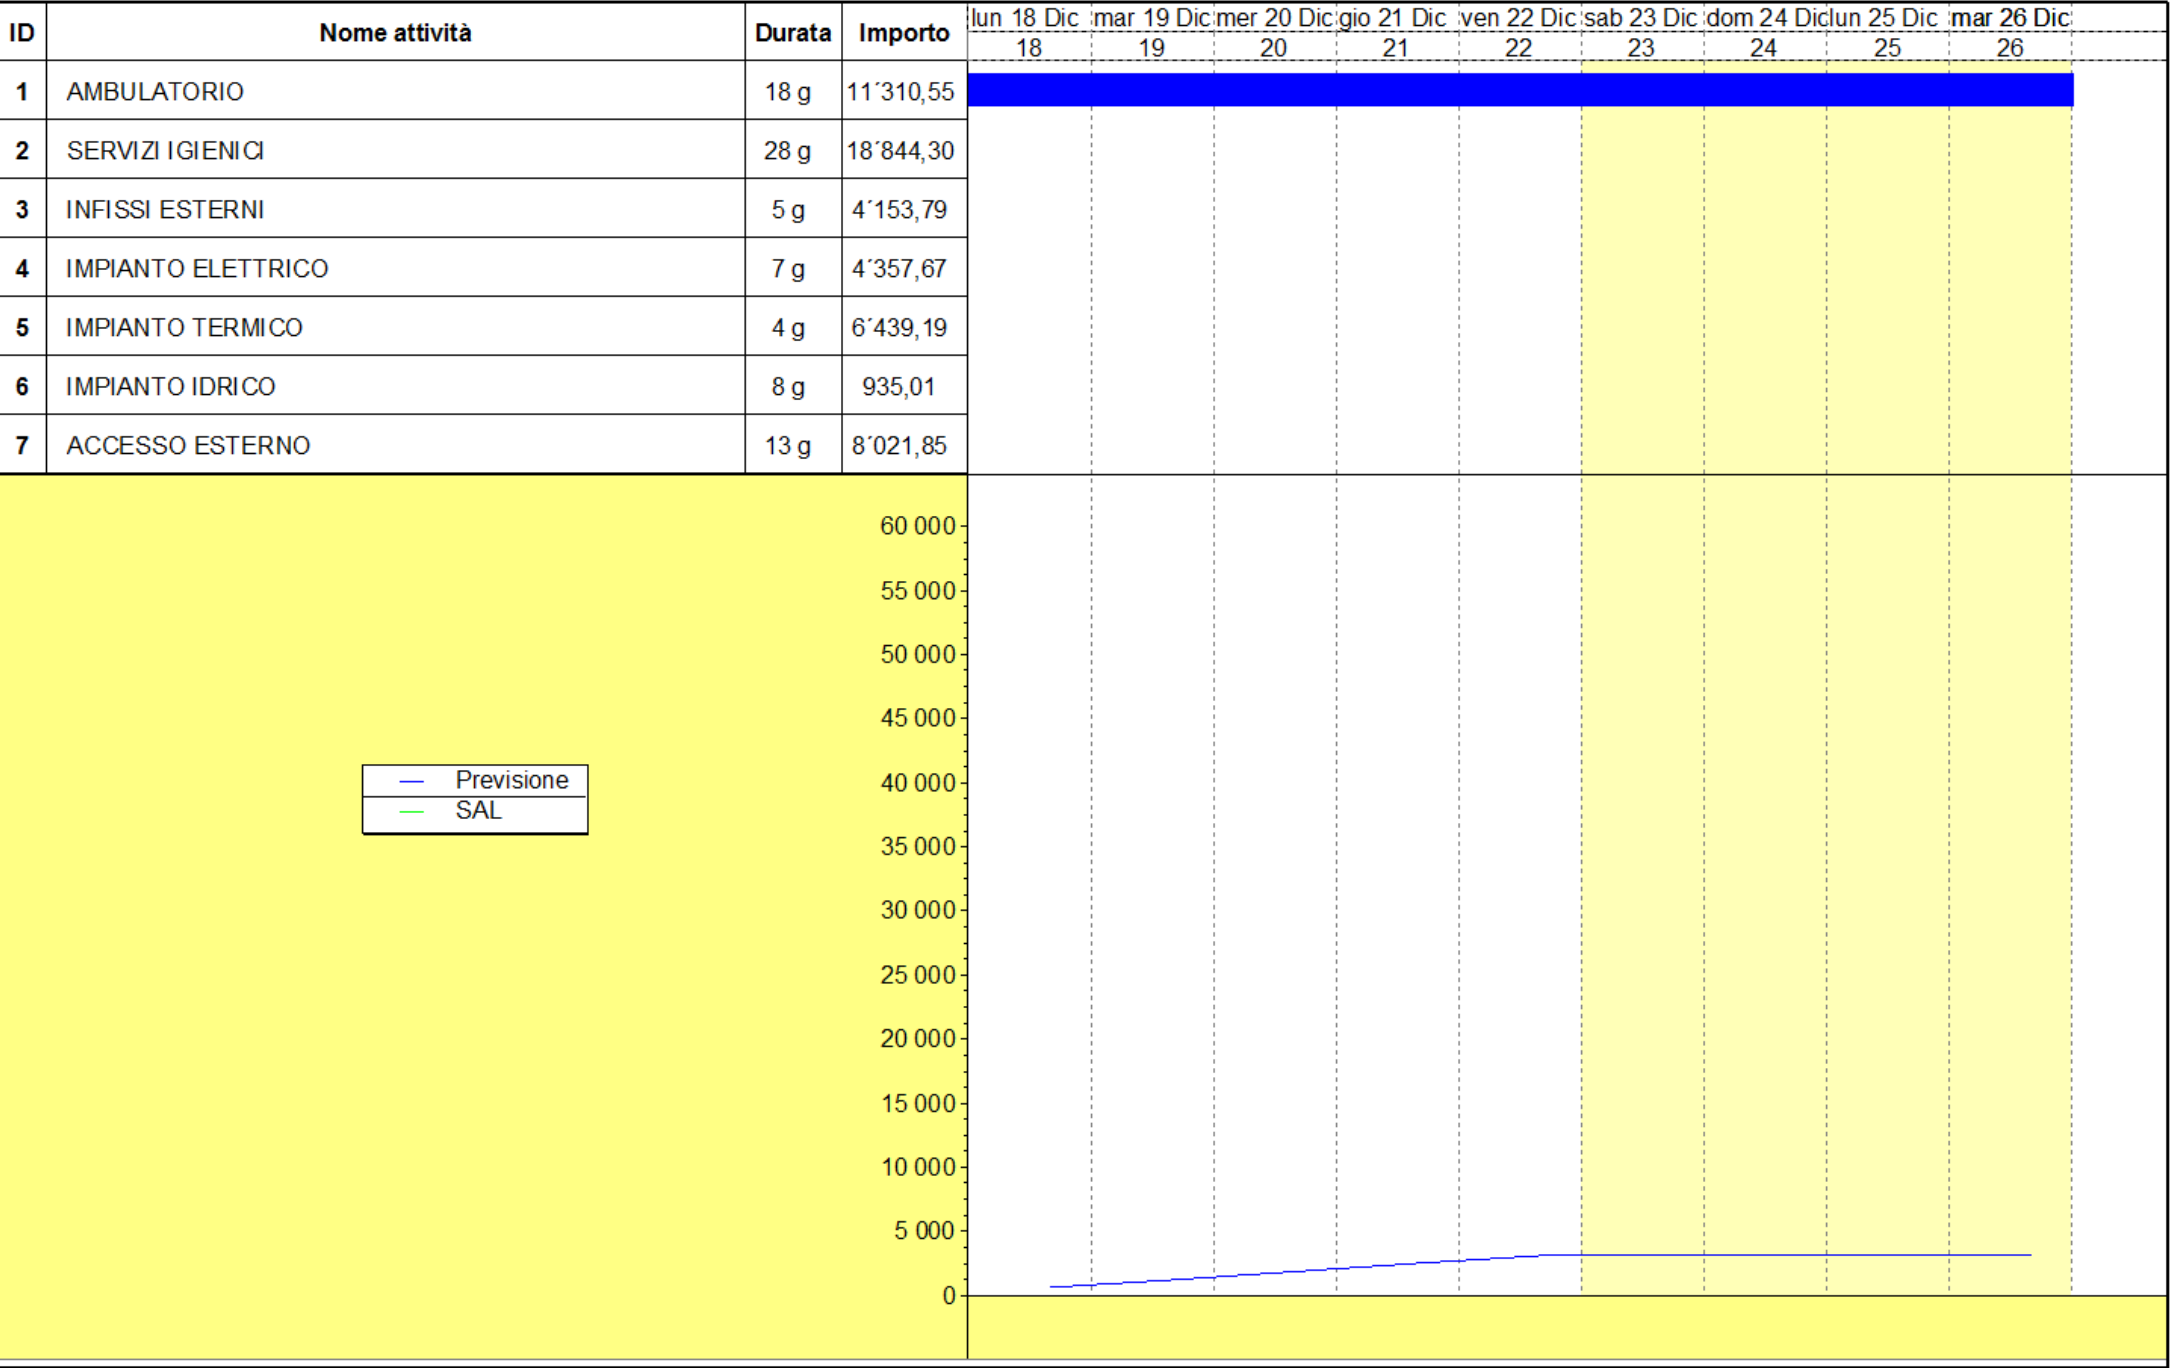 ID Nome attività Durata Importo lun 18 Dic mar 19 Dic mer 20 Dic gio 21 Dic ven 22 Dic sab 23 Dic dom 24 Dic lun 25 Dic mar 26 Dic
18 19 20 21 22 23 24 25 26
1 AMBULATORIO 18 g 11´310,55
2 SERVIZI IGIENICI 28 g 18´844,30
3 INFISSI ESTERNI 5 g 4´153,79
4 IMPIANTO ELETTRICO 7 g 4´357,67
5 IMPIANTO TERMICO 4 g 6´439,19
6 IMPIANTO IDRICO 8 g 935,01
7 ACCESSO ESTERNO 13 g 8´021,85
60 000
55 000
50 000
45 000
Previsione 40 000
SAL
35 000
30 000
25 000
20 000
15 000
10 000
5 000
0